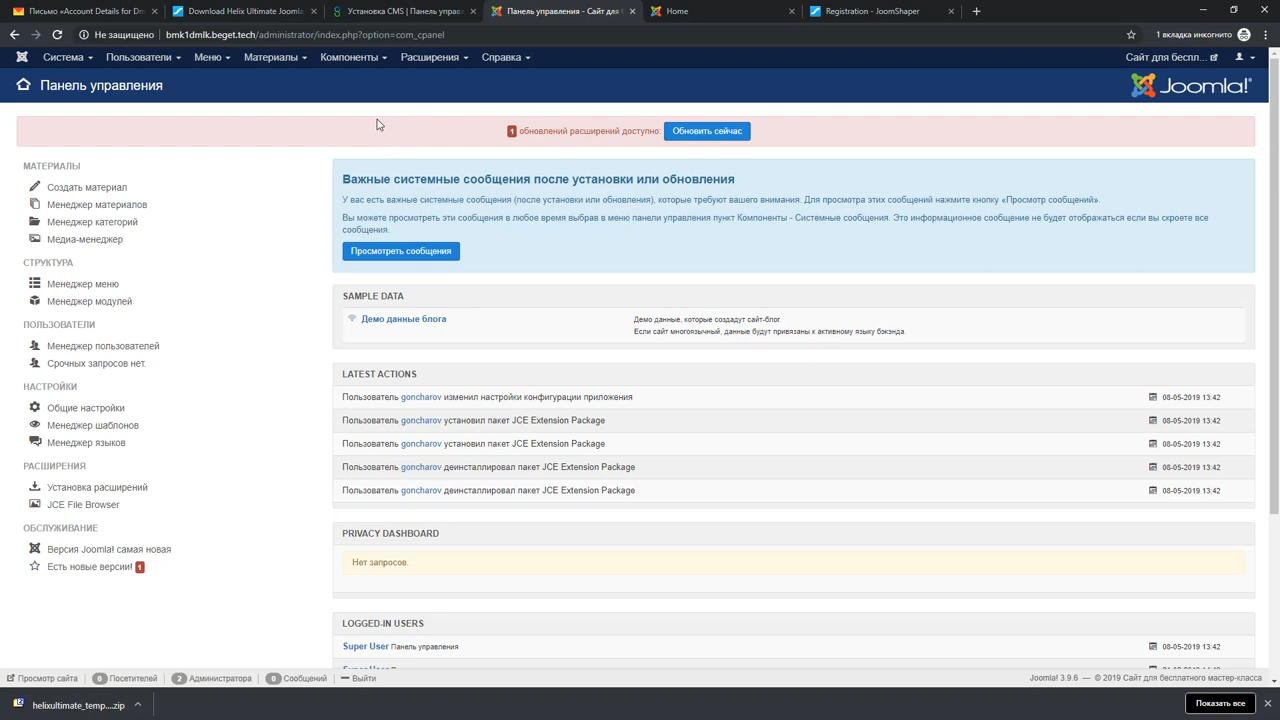 Письмо «Account Details for Dm
Download Helix Ultimate Joomla
Установка CMS | Панель управ
Панель управления - Сайт для б
Home
Registration - JoomShaper
Не защищено
bmk1dmlk.beget.tech/administrator/index.php?option=com_cpanel
1 вкладка инкогнито
Система
Пользователи
Меню
Материалы
Компоненты
Расширения
Справка
Сайт для беспл...
Панель управления
Joomla!®
1 обновлений расширений доступно: Обновить сейчас
МАТЕРИАЛЫ
Создать материал
Менеджер материалов
Менеджер категорий
Медиа-менеджер
СТРУКТУРА
Менеджер меню
Менеджер модулей
ПОЛЬЗОВАТЕЛИ
Менеджер пользователей
Срочных запросов нет.
НАСТРОЙКИ
Общие настройки
Менеджер шаблонов
Менеджер языков
РАСШИРЕНИЯ
Установка расширений
JCE File Browser
ОБСЛУЖИВАНИЕ
Версия Joomla! самая новая
Есть новые версии! 1
Важные системные сообщения после установки или обновления
У вас есть важные системные сообщения (после установки или обновления), которые требуют вашего внимания. Для просмотра этих сообщений нажмите кнопку «Просмотр сообщений».
Вы можете просмотреть эти сообщения в любое время выбрав в меню панели управления пункт Компоненты - Системные сообщения. Это информационное сообщение не будет отображаться если вы скроете все
сообщения.
Просмотреть сообщения
SAMPLE DATA
Демо данные блога
Демо данные, которые создадут сайт-блог.
Если сайт многоязычный, данные будут привязаны к активному языку бэкэнда.
LATEST ACTIONS
Пользователь goncharov изменил настройки конфигурации приложения 08-05-2019 13:42
Пользователь goncharov установил пакет JCE Extension Package 08-05-2019 13:42
Пользователь goncharov установил пакет JCE Extension Package 08-05-2019 13:42
Пользователь goncharov деинсталлировал пакет JCE Extension Package 08-05-2019 13:42
Пользователь goncharov деинсталлировал пакет JCE Extension Package 08-05-2019 13:42
PRIVACY DASHBOARD
Нет запросов.
LOGGED-IN USERS
Super User Панель управления 08-05-2019 13:42
Просмотр сайта
0 Посетителей
2 Администратора
0 Сообщений
Выйти
Joomla! 3.9.6 — © 2019 Сайт для бесплатного мастер-класса
helixultimate_temp....zip
Показать все